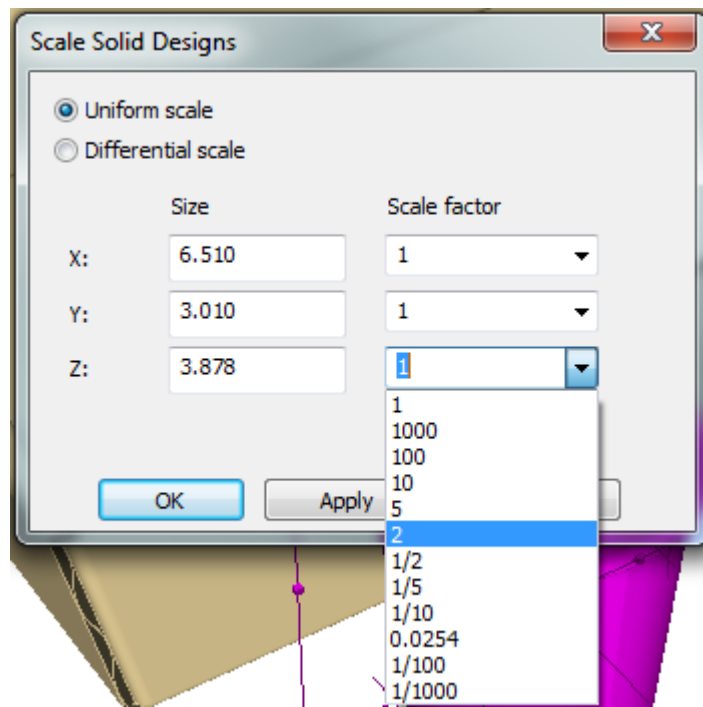 Scale Solid Designs
Uniform scale
Differential scale
Size Scale factor
X: 6.510 1
Y: 3.010 1
Z: 3.878 1
1
1000
100
10
OK Apply 5
2
1/2
1/5
1/10
0.0254
1/100
1/1000